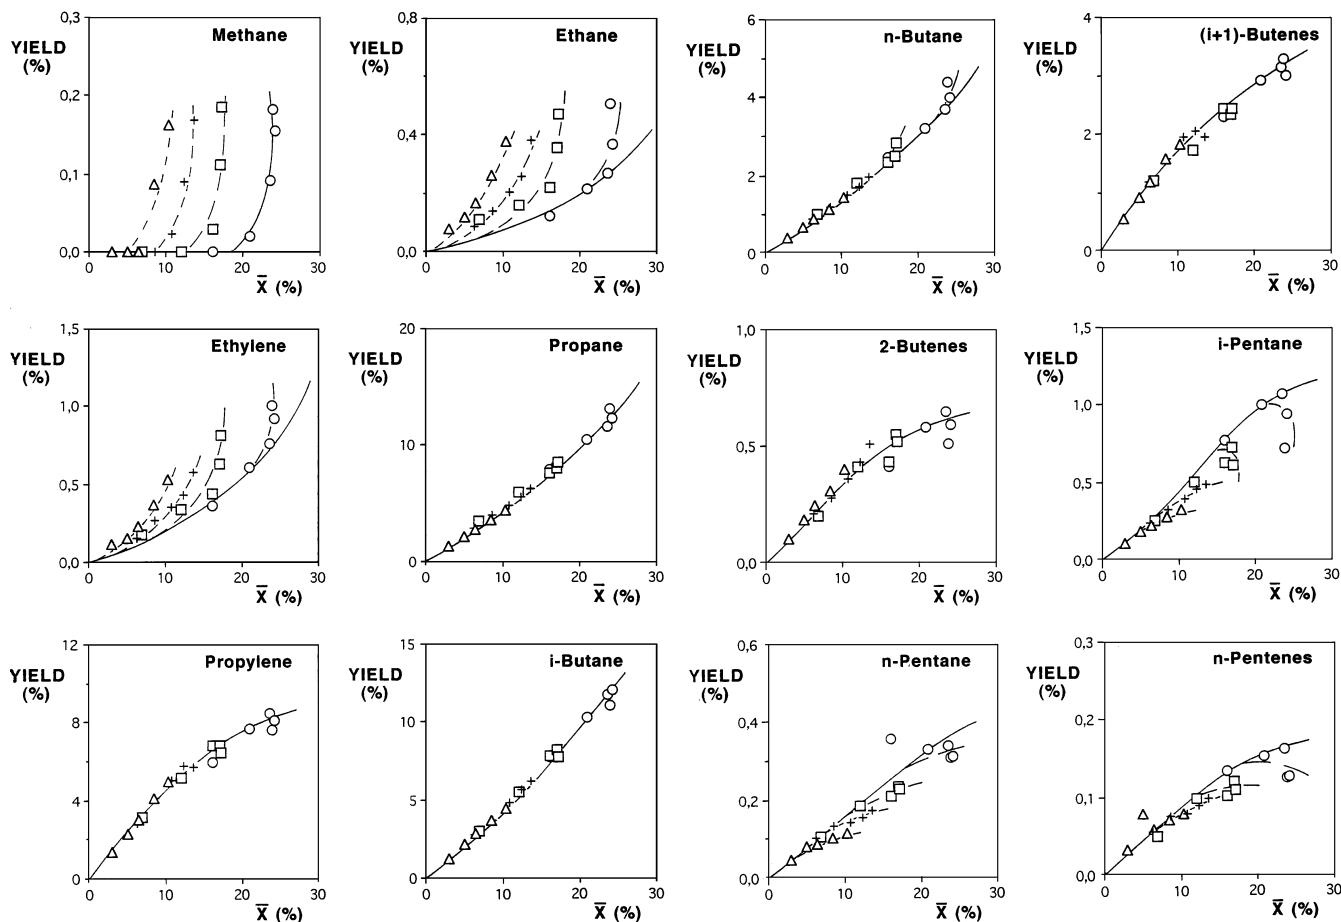 0,3
Methane
YIELD
(%)
0,2
0,1
0,0
0 10 20 30
X̅ (%)
0,8
Ethane
YIELD
(%)
0,4
0,0
0 10 20 30
X̅ (%)
6
n-Butane
YIELD
(%)
4
2
0
0 10 20 30
X̅ (%)
4
(i+1)-Butenes
YIELD
(%)
2
0
0 10 20 30
X̅ (%)
1,5
Ethylene
YIELD
(%)
1,0
0,5
0,0
0 10 20 30
X̅ (%)
20
Propane
YIELD
(%)
10
0
0 10 20 30
X̅ (%)
1,0
2-Butenes
YIELD
(%)
0,5
0,0
0 10 20 30
X̅ (%)
1,5
i-Pentane
YIELD
(%)
1,0
0,5
0,0
0 10 20 30
X̅ (%)
12
Propylene
YIELD
(%)
8
4
0
0 10 20 30
X̅ (%)
15
i-Butane
YIELD
(%)
10
5
0
0 10 20 30
X̅ (%)
0,6
n-Pentane
YIELD
(%)
0,4
0,2
0,0
0 10 20 30
X̅ (%)
0,3
n-Pentenes
YIELD
(%)
0,2
0,1
0,0
0 10 20 30
X̅ (%)